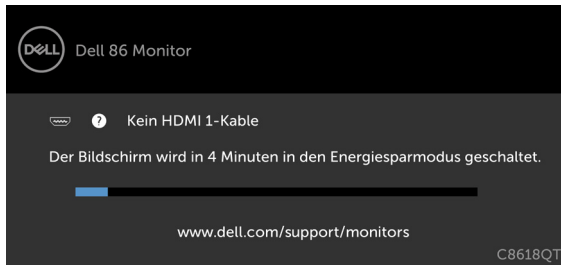 DELL
Dell 86 Monitor
? Kein HDMI 1-Kable
Der Bildschirm wird in 4 Minuten in den Energiesparmodus geschaltet.
www.dell.com/support/monitors
C8618QT